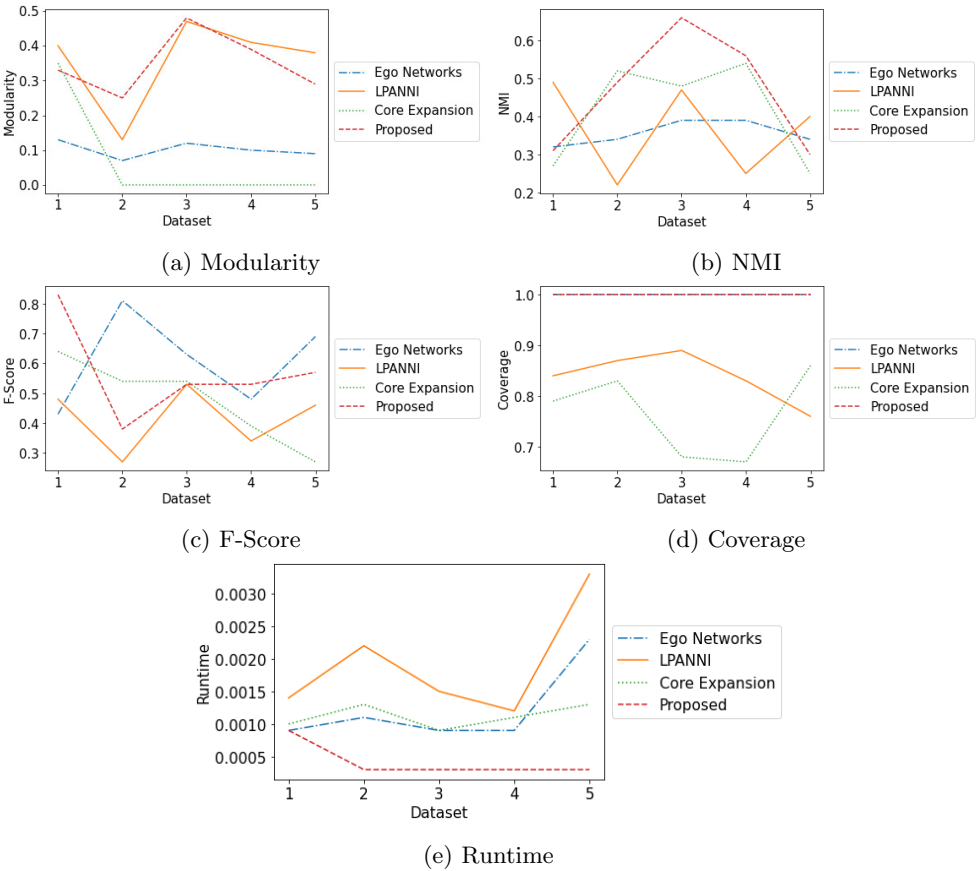 0.5
0.4
0.3
0.2
0.1
0.0
Modularity
1 2 3 4 5
Dataset
Ego Networks
LPANNI
Core Expansion
Proposed
(a) Modularity
0.6
0.5
0.4
0.3
0.2
NMI
1 2 3 4 5
Dataset
Ego Networks
LPANNI
Core Expansion
Proposed
(b) NMI
0.8
0.7
0.6
0.5
0.4
0.3
F-Score
1 2 3 4 5
Dataset
Ego Networks
LPANNI
Core Expansion
Proposed
(c) F-Score
1.0
0.9
0.8
0.7
Coverage
1 2 3 4 5
Dataset
Ego Networks
LPANNI
Core Expansion
Proposed
(d) Coverage
0.0030
0.0025
0.0020
0.0015
0.0010
0.0005
Runtime
1 2 3 4 5
Dataset
Ego Networks
LPANNI
Core Expansion
Proposed
(e) Runtime